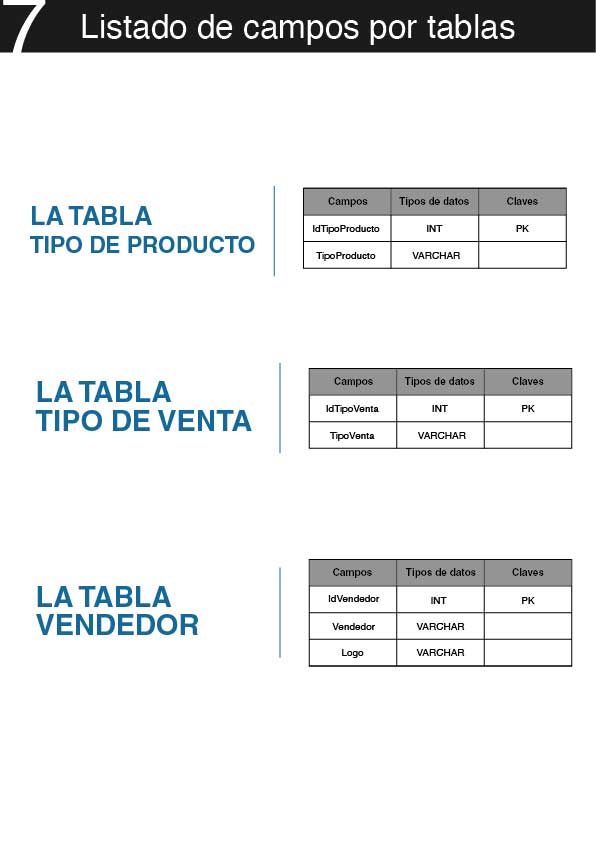 7 Listado de campos por tablas
LA TABLA
TIPO DE PRODUCTO
Campos Tipos de datos Claves
IdTipoProducto INT PK
TipoProducto VARCHAR
LA TABLA
TIPO DE VENTA
Campos Tipos de datos Claves
IdTipoVenta INT PK
TipoVenta VARCHAR
LA TABLA
VENDEDOR
Campos Tipos de datos Claves
IdVendedor INT PK
Vendedor VARCHAR
Logo VARCHAR